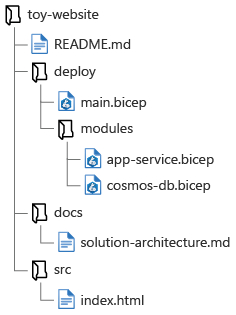 toy-website
README.md
deploy
main.bicep
modules
app-service.bicep
cosmos-db.bicep
docs
solution-architecture.md
src
index.html